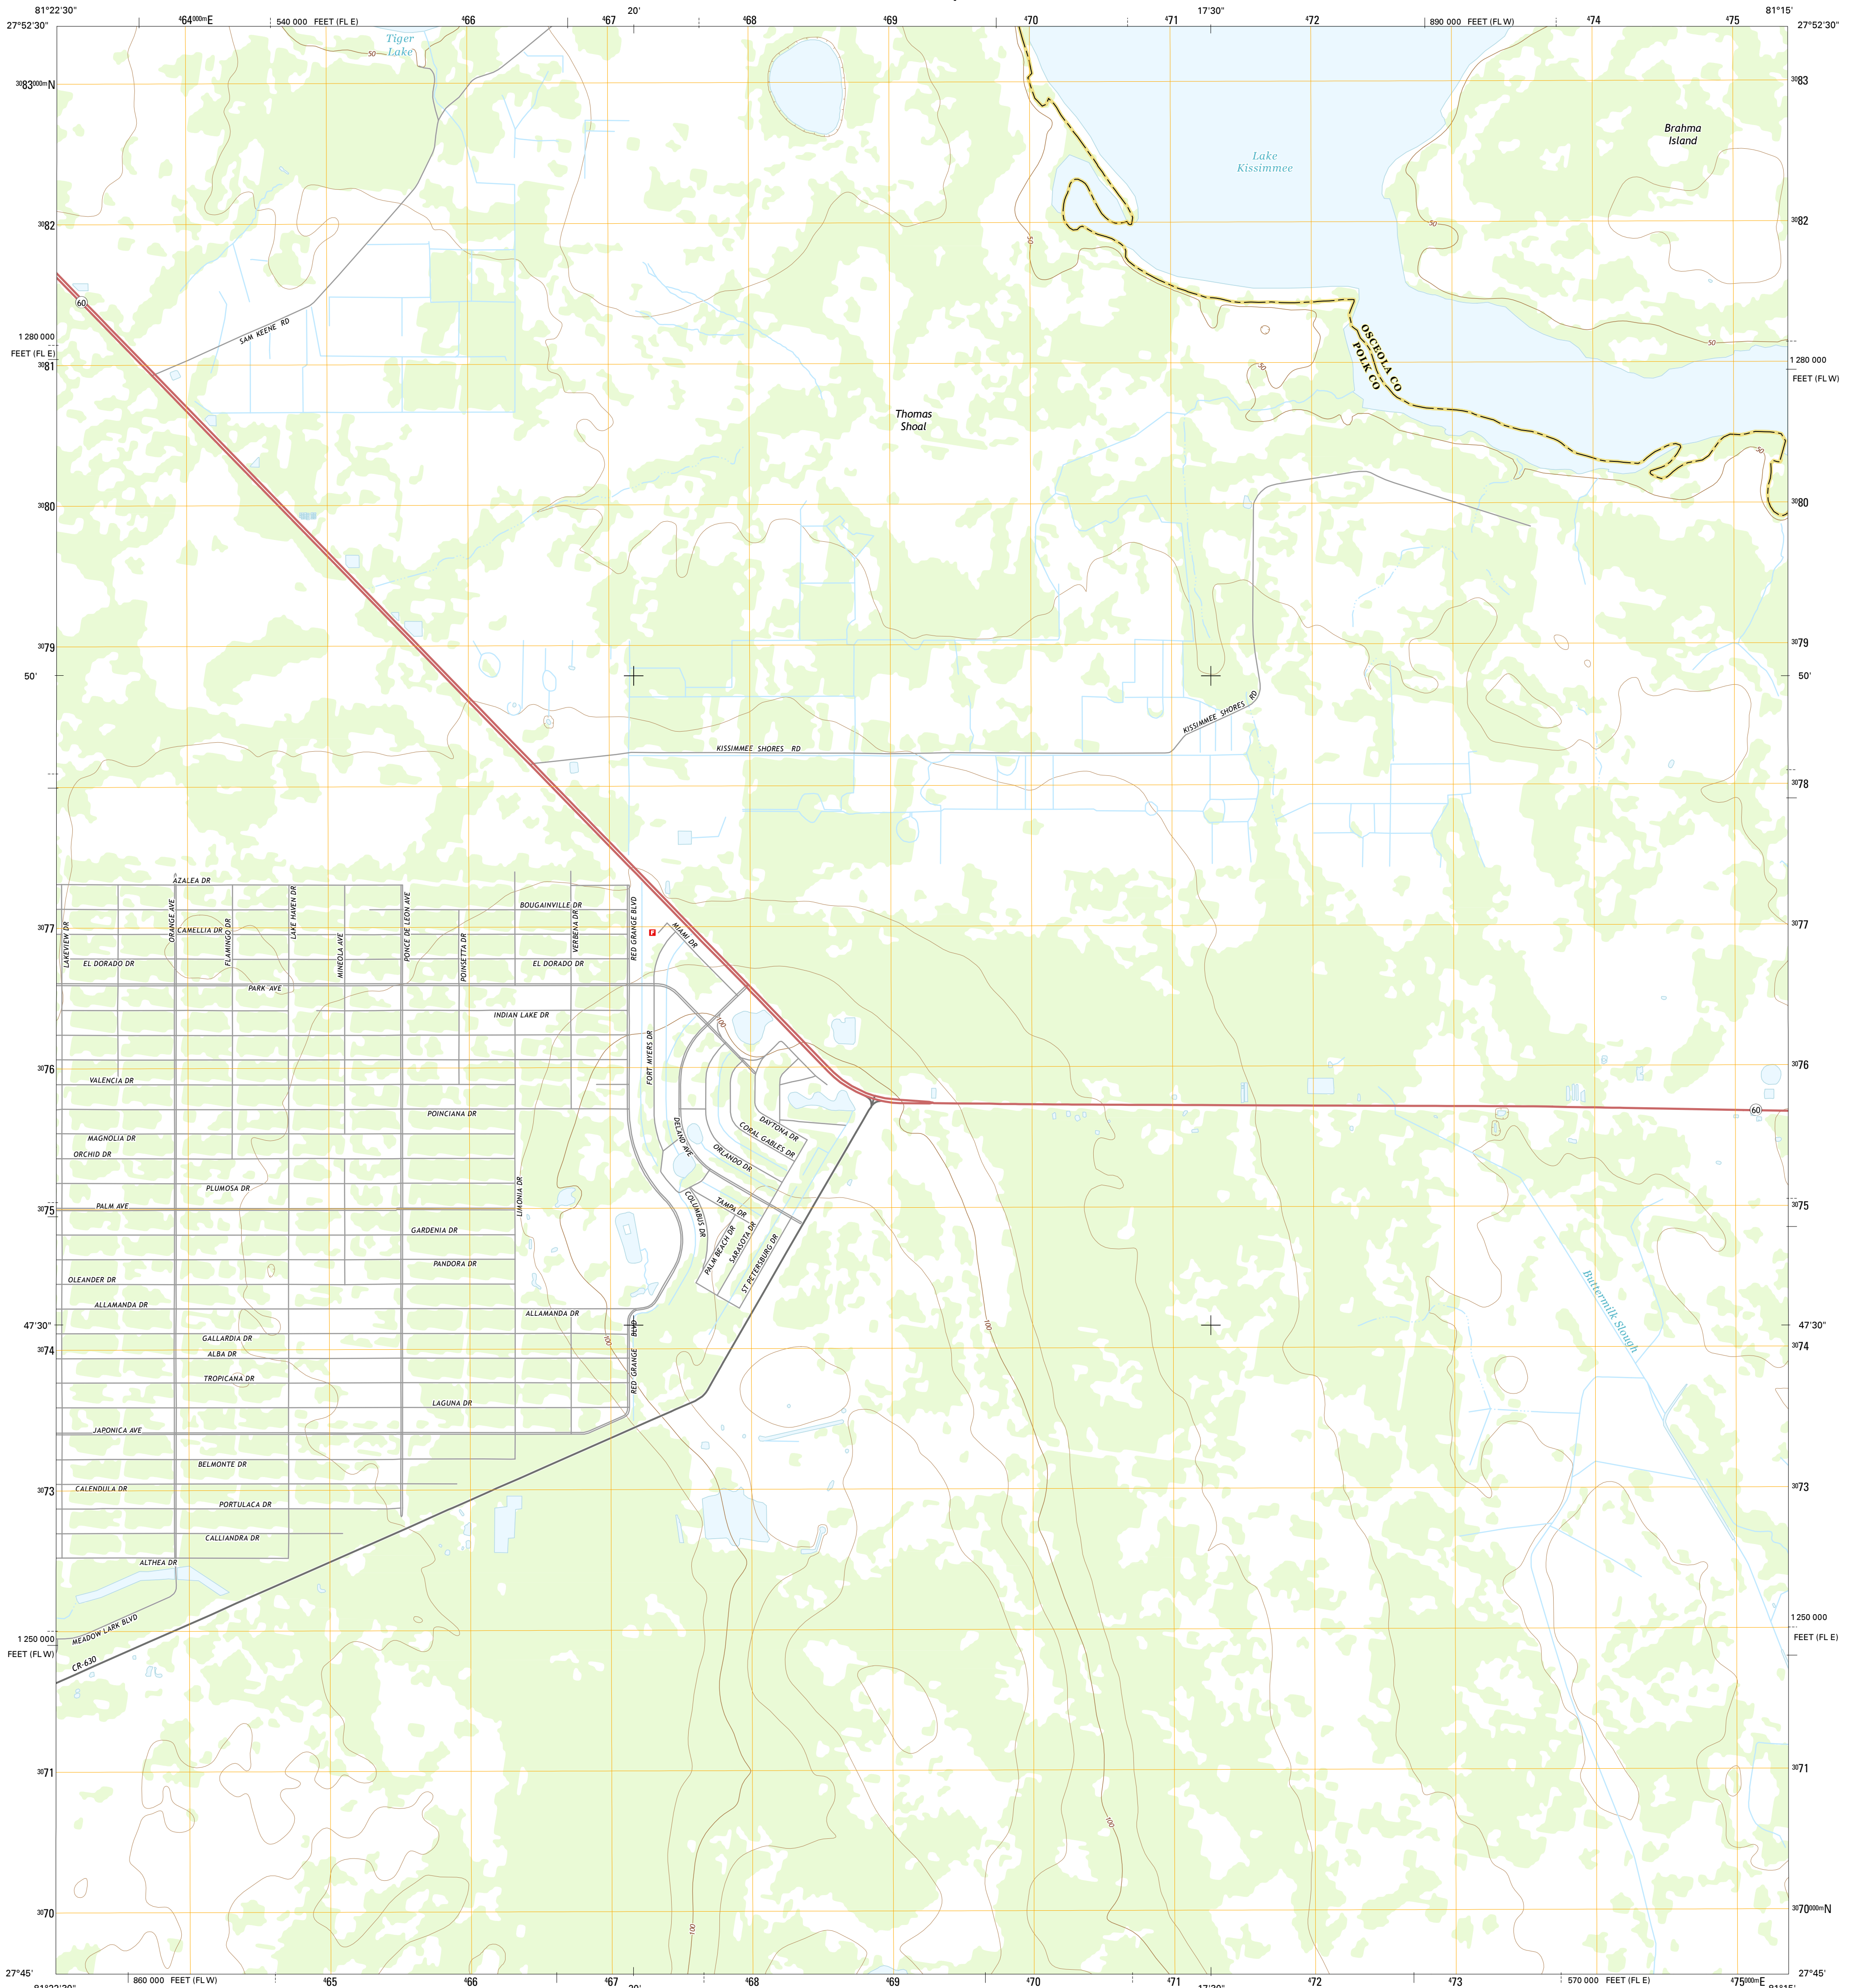 81°22'30"
⁴64⁰⁰⁰ᵐE
540 000 FEET (FL E)
⁴66
⁴67
20'
⁴68
⁴69
⁴70
⁴71
17'30"
⁴72
890 000 FEET (FL W)
⁴74
⁴75
81°15'
27°52'30"
27°52'30"
Tiger
Lake
50
³⁰83⁰⁰⁰ᵐN
³⁰83
Brahma
Island
Lake
Kissimmee
³⁰82
³⁰82
50
50
60
SAM KEENE RD
1 280 000
FEET (FL E)
OSCEOLA CO
POLK CO
50
1 280 000
FEET (FL W)
³⁰81
50
Thomas
Shoal
50
³⁰80
³⁰80
³⁰79
³⁰79
50'
50'
KISSIMMEE SHORES RD
KISSIMMEE SHORES RD
³⁰78
AZALEA DR
LAKEVIEW DR
ORANGE AVE
FLAMINGO DR
LAKE HAVEN DR
MINEOLA AVE
PONCE DE LEON AVE
POINSETTA DR
BOUGAINVILLE DR
VERBENA DR
RED GRANGE BLVD
³⁰77
CAMELLIA DR
MIAMI DR
³⁰77
EL DORADO DR
EL DORADO DR
PARK AVE
INDIAN LAKE DR
100
FORT MYERS DR
³⁰76
³⁰76
VALENCIA DR
POINCIANA DR
60
DELAND AVE
DAYTONA DR
CORAL GABLES DR
MAGNOLIA DR
ORCHID DR
ORLANDO DR
PLUMOSA DR
LIMONIA DR
COLUMBUS DR
TAMPA DR
³⁰75
PALM AVE
³⁰75
GARDENIA DR
PALM BEACH DR
SARASOTA DR
ST PETERSBURG DR
PANDORA DR
OLEANDER DR
ALLAMANDA DR
ALLAMANDA DR
Buttermilk Slough
47'30"
100
RED GRANGE BLVD
100
47'30"
GALLARDIA DR
³⁰74
ALBA DR
³⁰74
TROPICANA DR
LAGUNA DR
JAPONICA AVE
BELMONTE DR
³⁰73
CALENDULA DR
³⁰73
PORTULACA DR
CALLIANDRA DR
ALTHEA DR
MEADOW LARK BLVD
1 250 000
FEET (FL W)
1 250 000
FEET (FL E)
CR-630
³⁰71
³⁰71
100
³⁰70
100
³⁰70⁰⁰⁰ᵐN
27°45'
27°45'
860 000 FEET (FL W)
⁴65
⁴66
⁴67
⁴68
⁴69
⁴70
⁴71
⁴72
⁴73
570 000 FEET (FL E)
⁴75⁰⁰⁰ᵐE